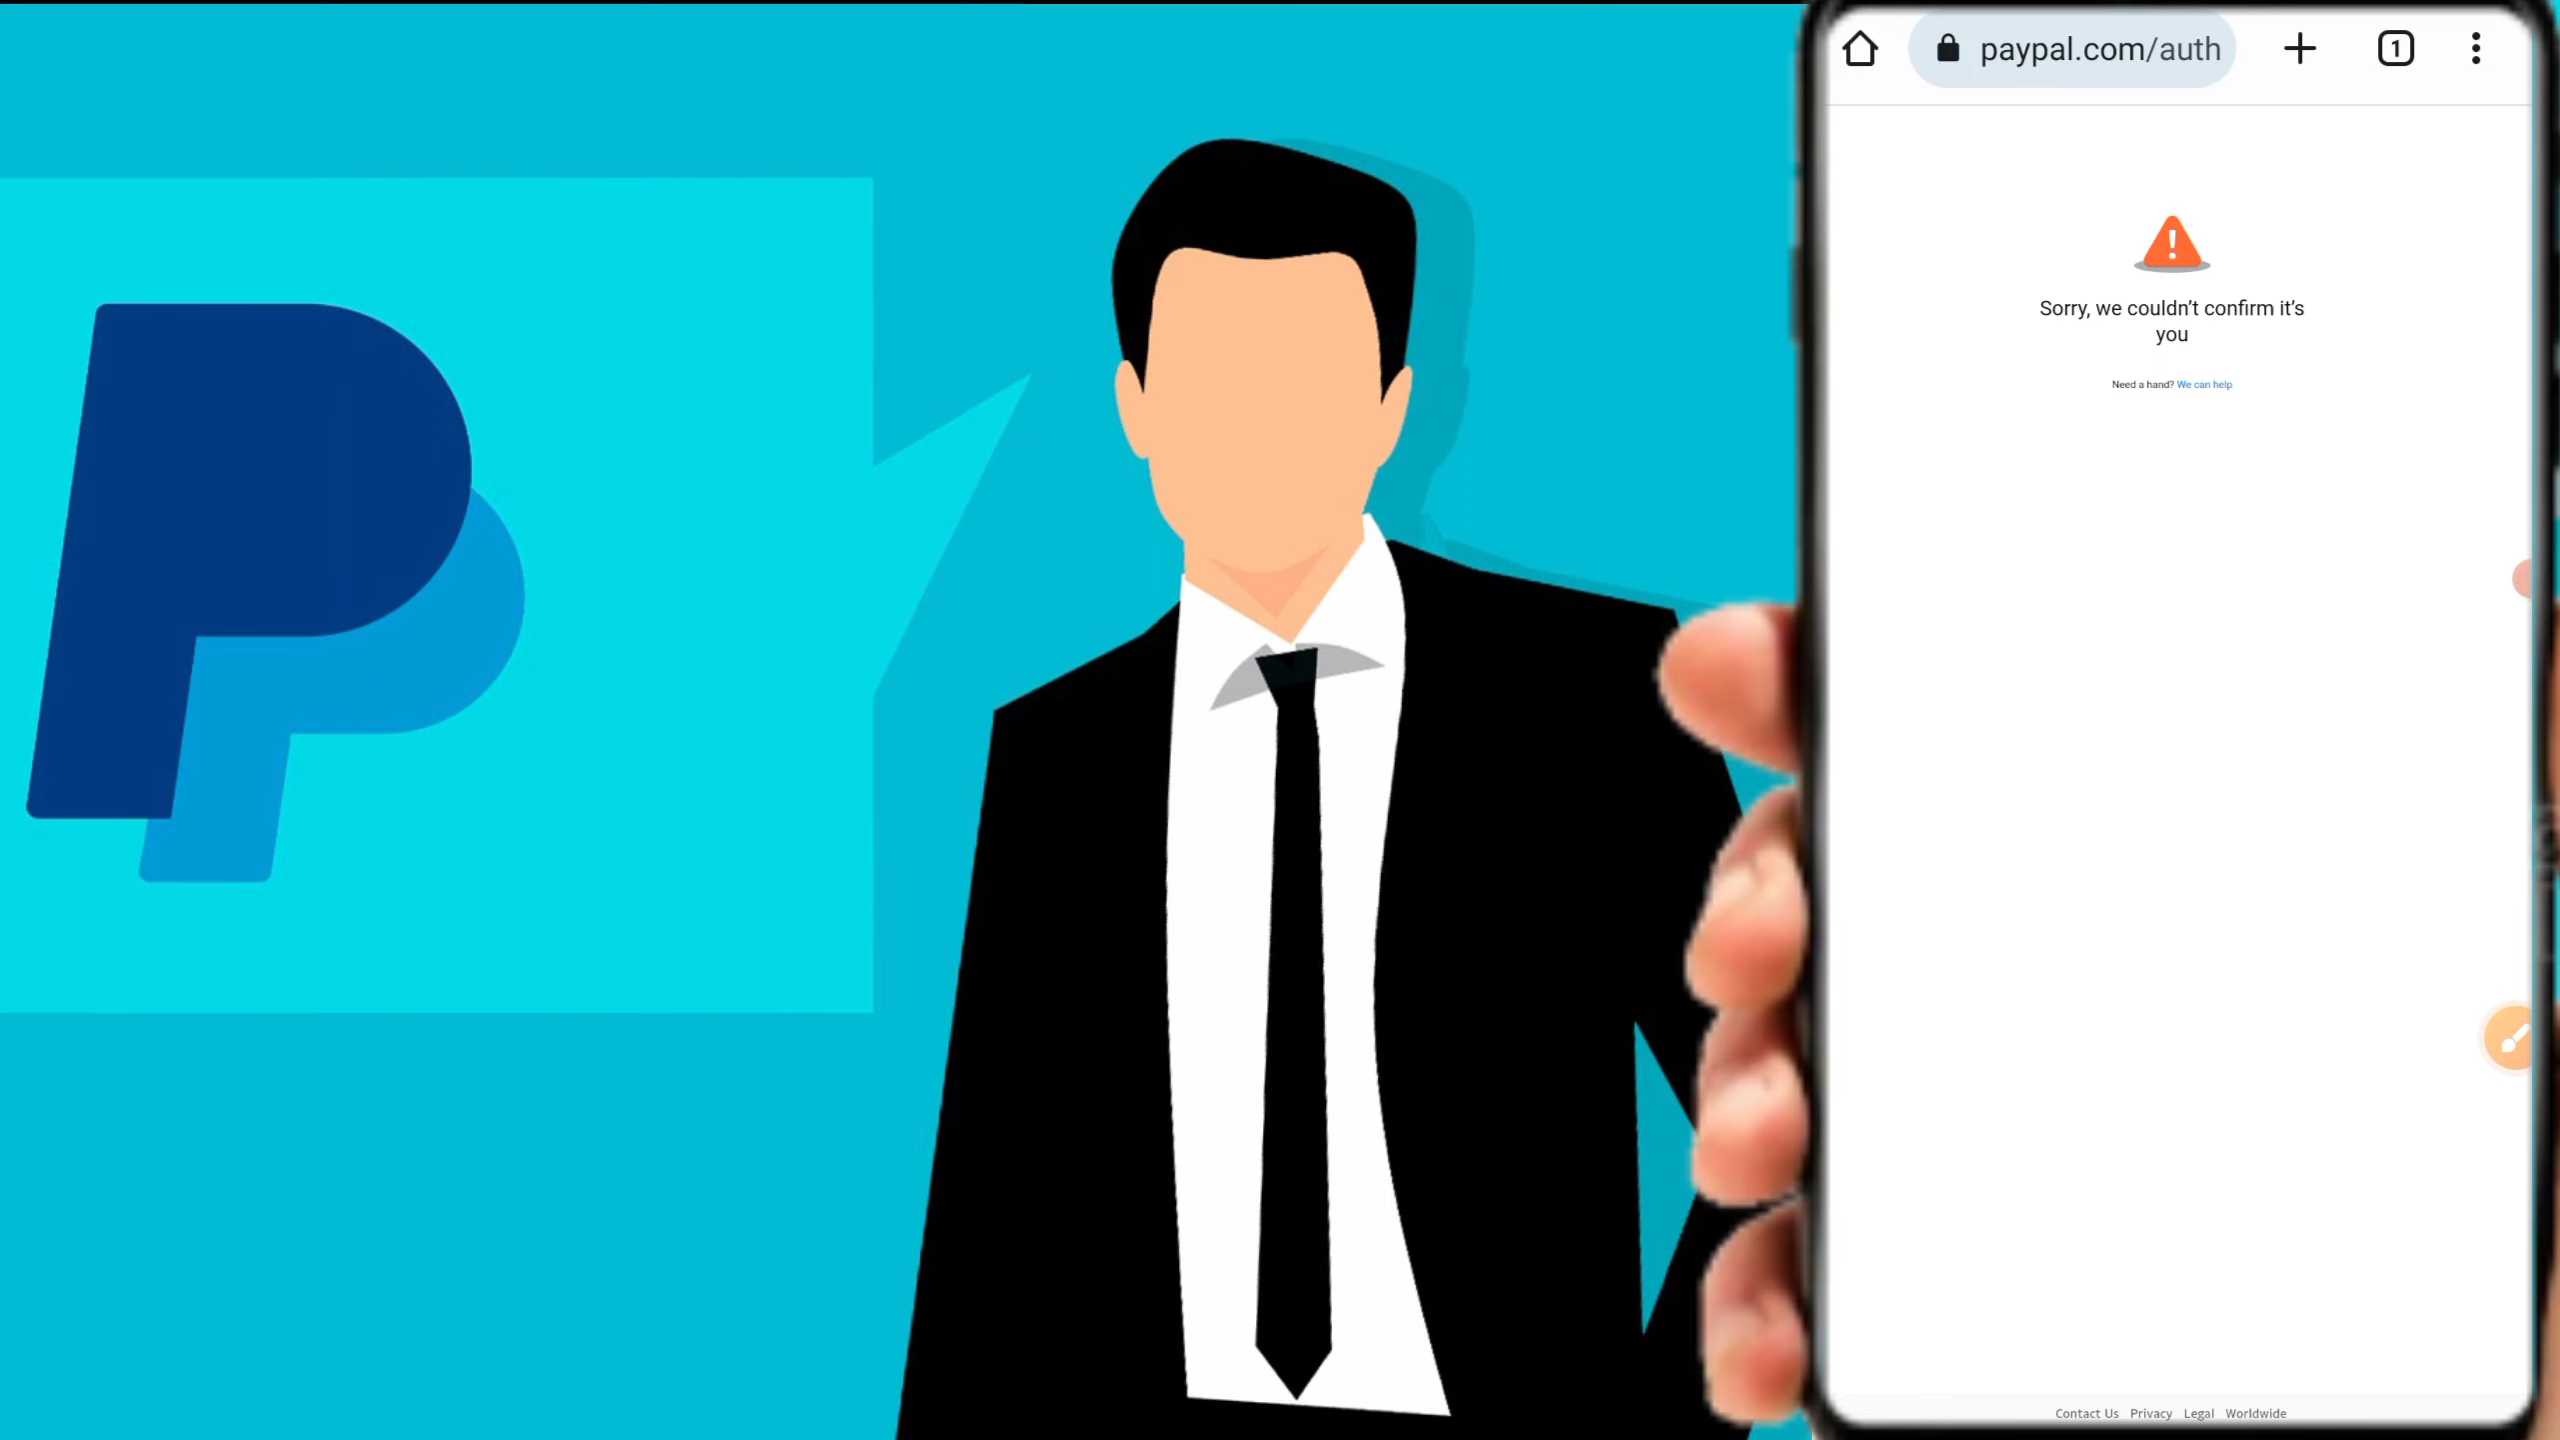 paypal.com/auth
1
Sorry, we couldn’t confirm it’s
you
Need a hand? We can help
Contact Us Privacy Legal Worldwide